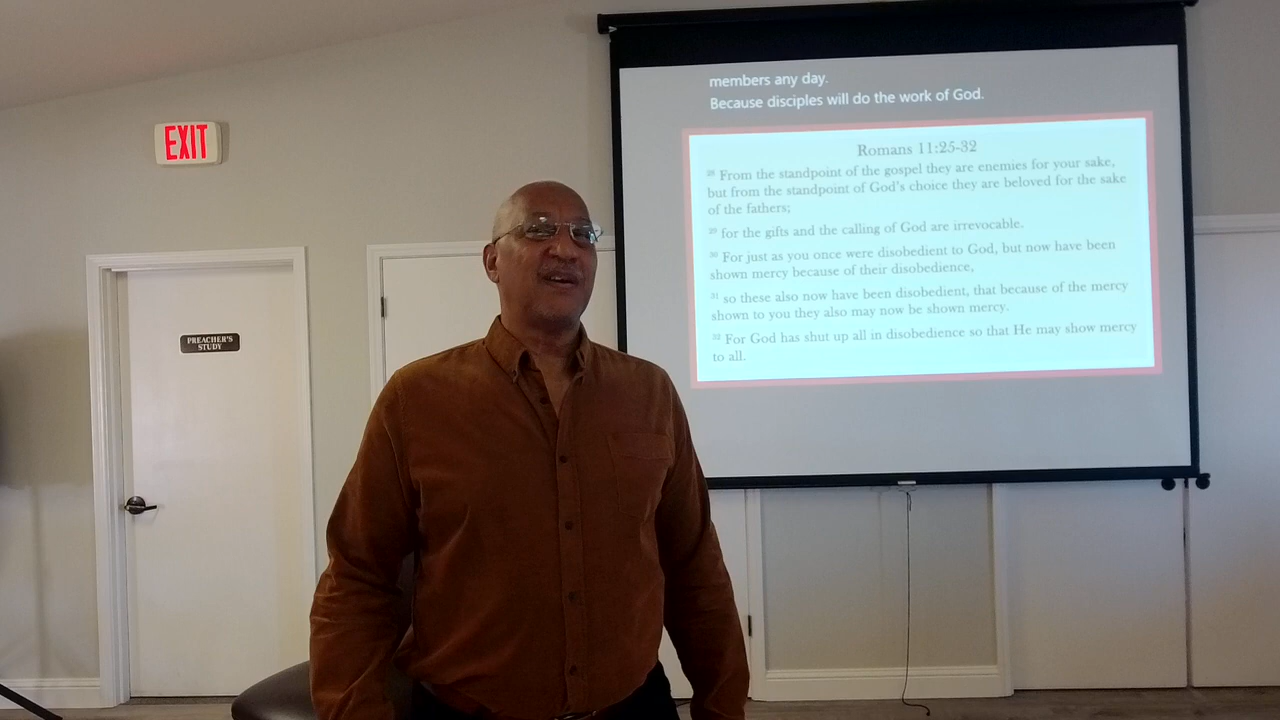 EXIT
PREACHER'S
STUDY
members any day.
Because disciples will do the work of God.
Romans 11:25-32
28 From the standpoint of the gospel they are enemies for your sake,
but from the standpoint of God's choice they are beloved for the sake
of the fathers;
29 for the gifts and the calling of God are irrevocable.
30 For just as you once were disobedient to God, but now have been
shown mercy because of their disobedience,
31 so these also now have been disobedient, that because of the mercy
shown to you they also may now be shown mercy.
32 For God has shut up all in disobedience so that He may show mercy
to all.